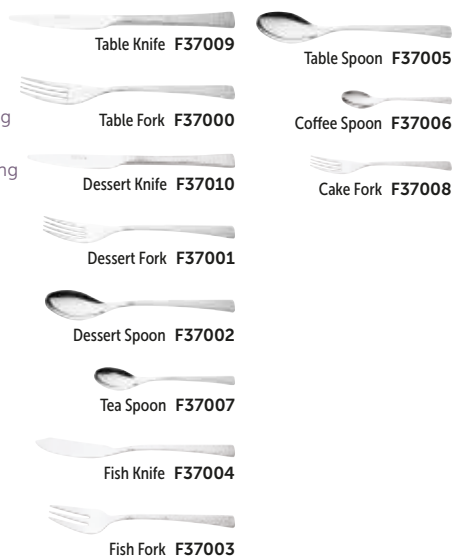 Table Knife F37009
Table Fork F37000
Dessert Knife F37010
Dessert Fork F37001
Dessert Spoon F37002
Tea Spoon F37007
Fish Knife F37004
Fish Fork F37003
Table Spoon F37005
Coffee Spoon F37006
Cake Fork F37008